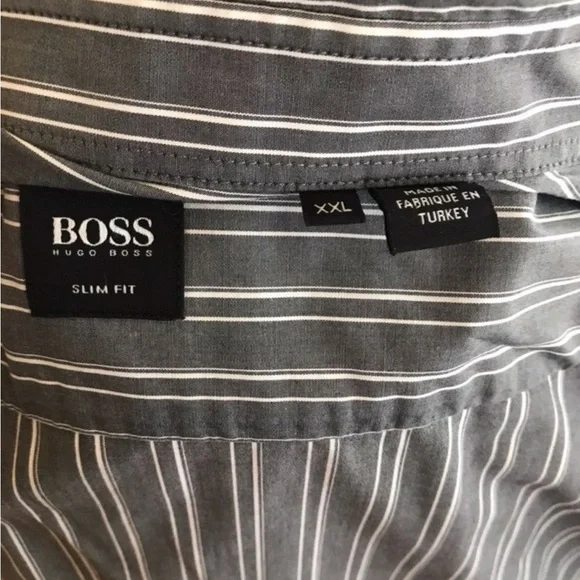 BOSS
HUGO BOSS
SLIM FIT
XXL
MADE IN
FABRIQUE EN
TURKEY